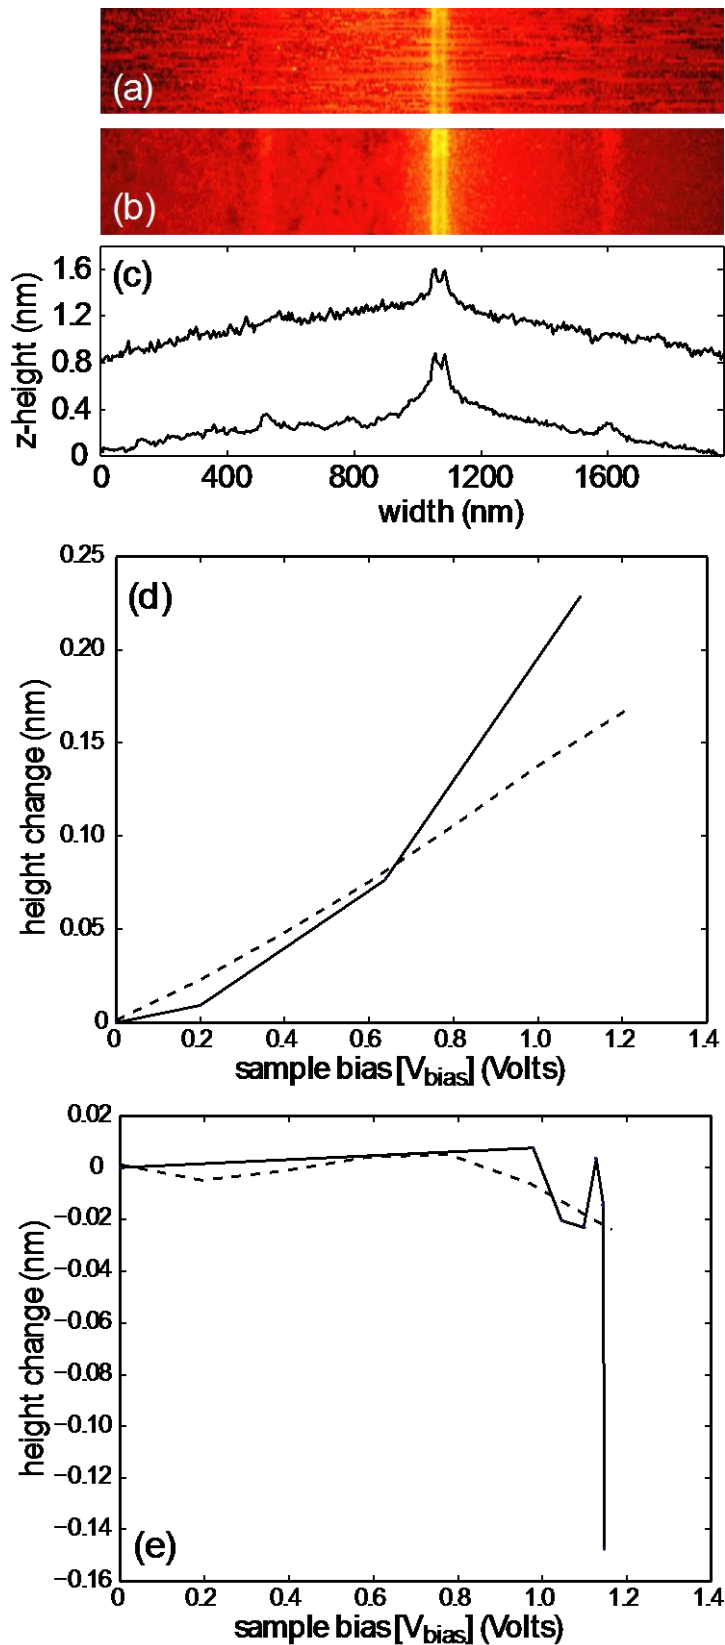 (a)
(b)
(c)
z-height (nm)
1.6
1.2
0.8
0.4
0
0 400 800 1200 1600
width (nm)
(d)
height change (nm)
0.25
0.20
0.15
0.10
0.05
0
0 0.2 0.4 0.6 0.8 1.0 1.2 1.4
sample bias [Vbias] (Volts)
height change (nm)
0.02
0
−0.02
−0.04
−0.06
−0.08
−0.10
−0.12
−0.14
−0.16
(e)
0 0.2 0.4 0.6 0.8 1.0 1.2 1.4
sample bias [Vbias] (Volts)